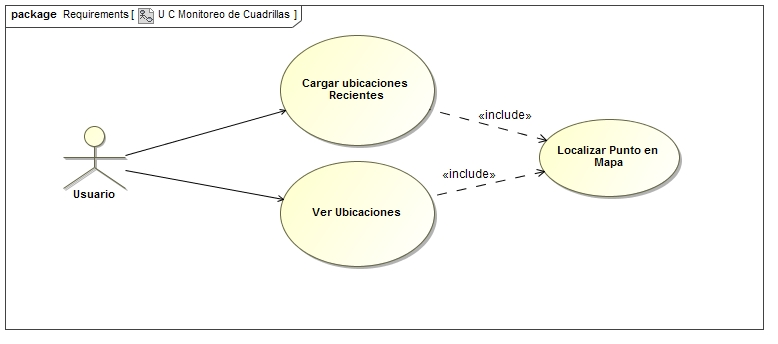 package Requirements [ U C Monitoreo de Cuadrillas ]
Cargar ubicaciones
Recientes
«include»
Localizar Punto en
Mapa
«include»
Usuario
Ver Ubicaciones